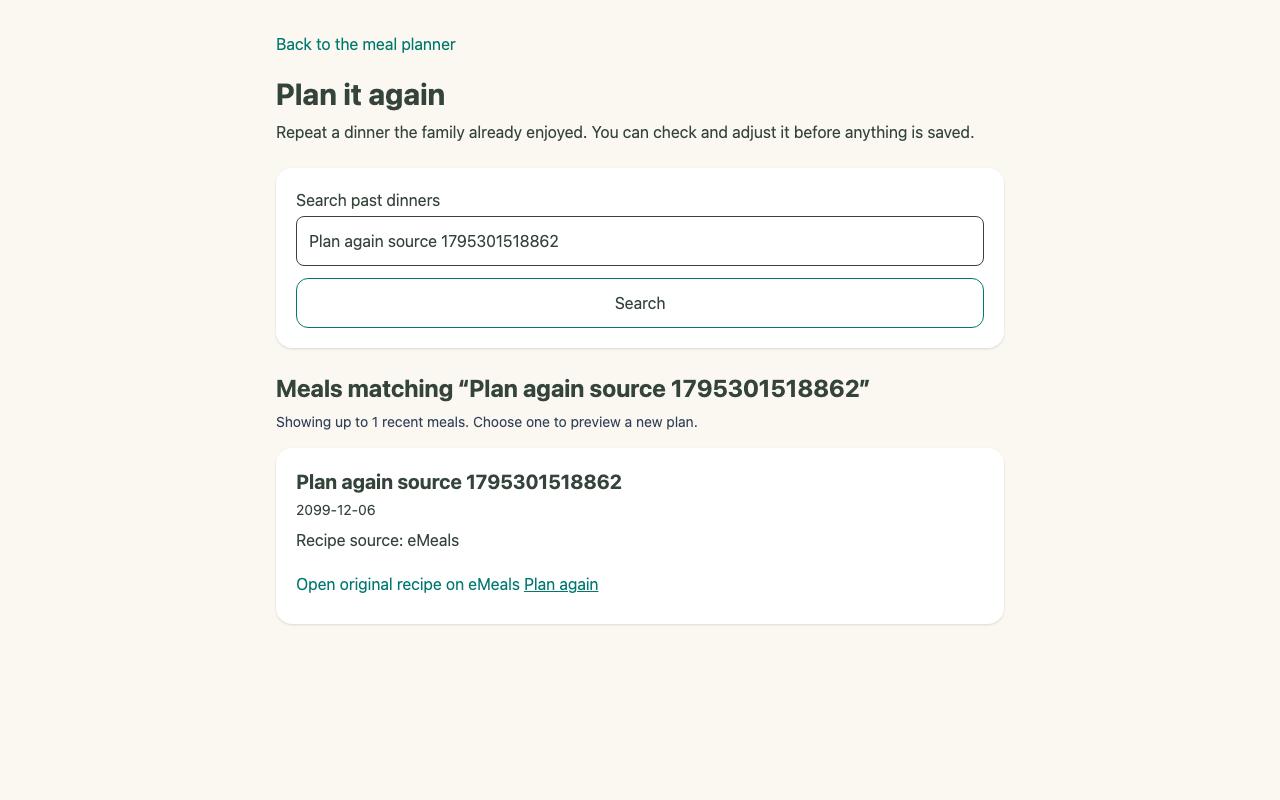 Back to the meal planner
Plan it again
Repeat a dinner the family already enjoyed. You can check and adjust it before anything is saved.
Search past dinners
Plan again source 1795301518862
Search
Meals matching “Plan again source 1795301518862”
Showing up to 1 recent meals. Choose one to preview a new plan.
Plan again source 1795301518862
2099-12-06
Recipe source: eMeals
Open original recipe on eMeals Plan again